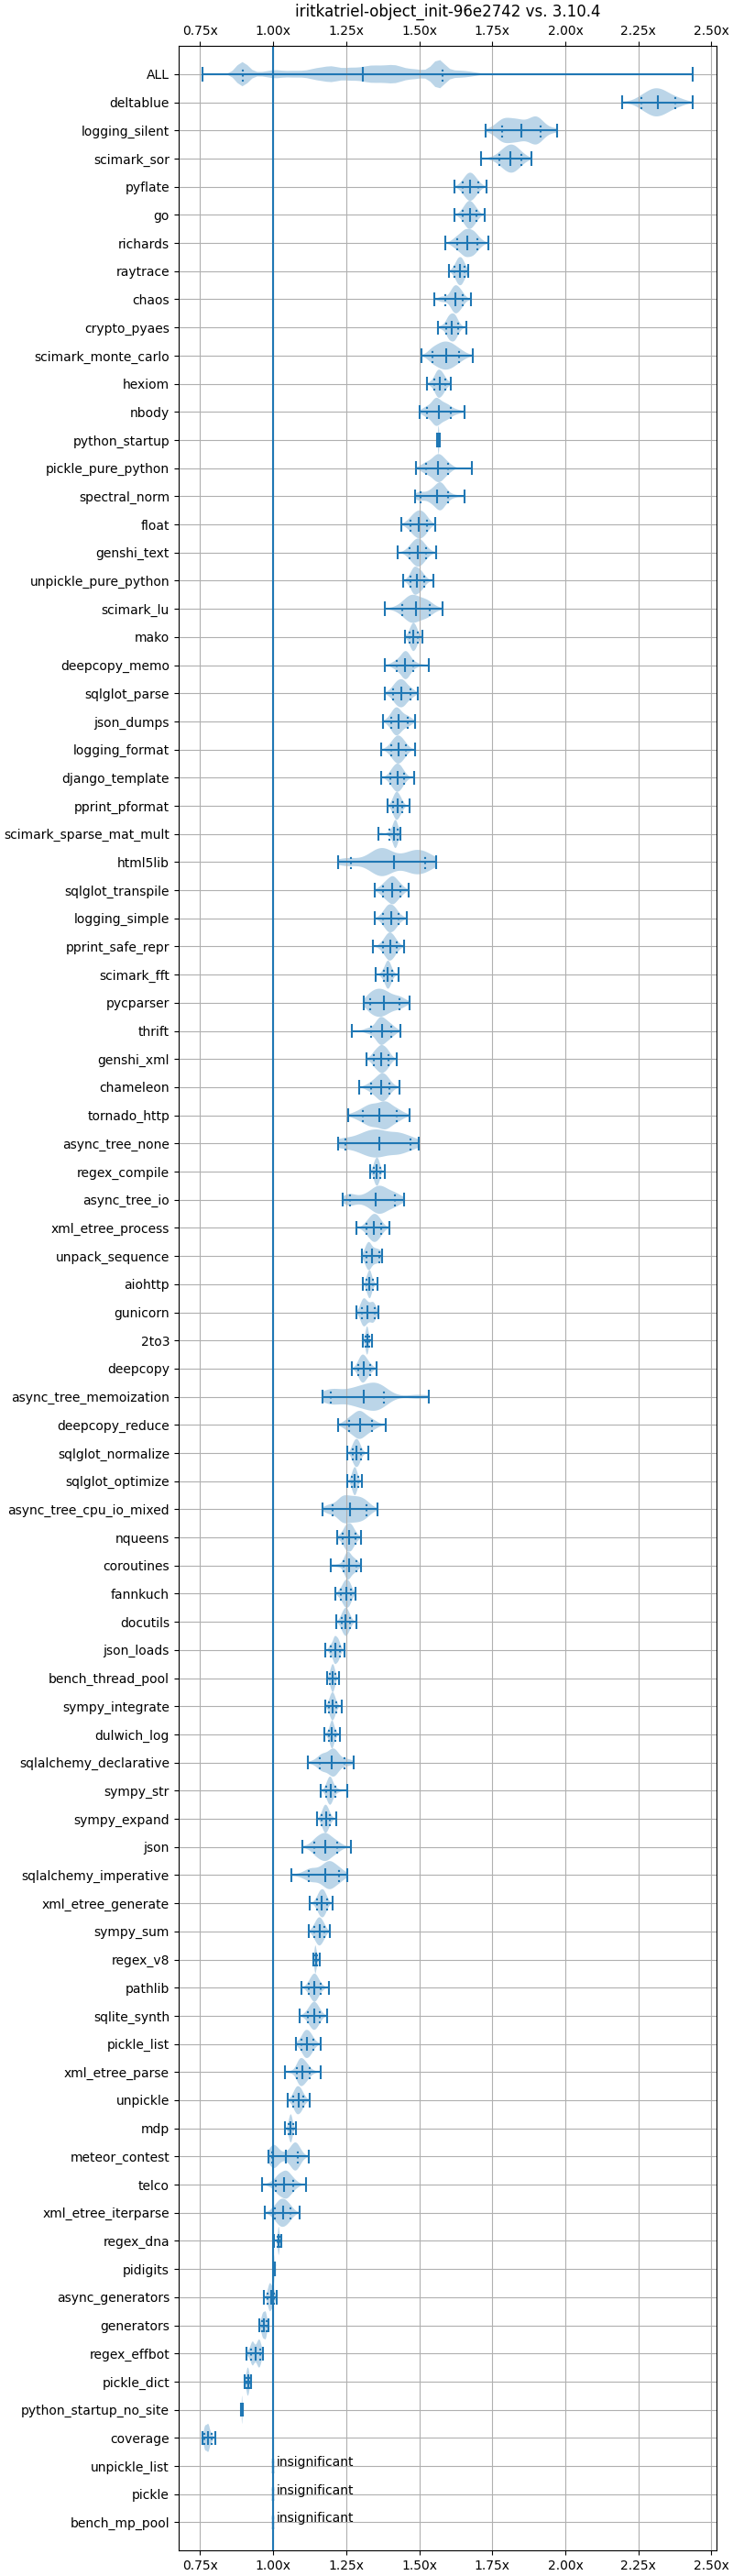 iritkatriel-object_init-96e2742 vs. 3.10.4
0.75x 1.00x 1.25x 1.50x 1.75x 2.00x 2.25x 2.50x
ALL
deltablue
logging_silent
scimark_sor
pyflate
go
richards
raytrace
chaos
crypto_pyaes
scimark_monte_carlo
hexiom
nbody
python_startup
pickle_pure_python
spectral_norm
float
genshi_text
unpickle_pure_python
scimark_lu
mako
deepcopy_memo
sqlglot_parse
json_dumps
logging_format
django_template
pprint_pformat
scimark_sparse_mat_mult
html5lib
sqlglot_transpile
logging_simple
pprint_safe_repr
scimark_fft
pycparser
thrift
genshi_xml
chameleon
tornado_http
async_tree_none
regex_compile
async_tree_io
xml_etree_process
unpack_sequence
aiohttp
gunicorn
2to3
deepcopy
async_tree_memoization
deepcopy_reduce
sqlglot_normalize
sqlglot_optimize
async_tree_cpu_io_mixed
nqueens
coroutines
fannkuch
docutils
json_loads
bench_thread_pool
sympy_integrate
dulwich_log
sqlalchemy_declarative
sympy_str
sympy_expand
json
sqlalchemy_imperative
xml_etree_generate
sympy_sum
regex_v8
pathlib
sqlite_synth
pickle_list
xml_etree_parse
unpickle
mdp
meteor_contest
telco
xml_etree_iterparse
regex_dna
pidigits
async_generators
generators
regex_effbot
pickle_dict
python_startup_no_site
coverage
unpickle_list insignificant
pickle insignificant
bench_mp_pool insignificant
0.75x 1.00x 1.25x 1.50x 1.75x 2.00x 2.25x 2.50x